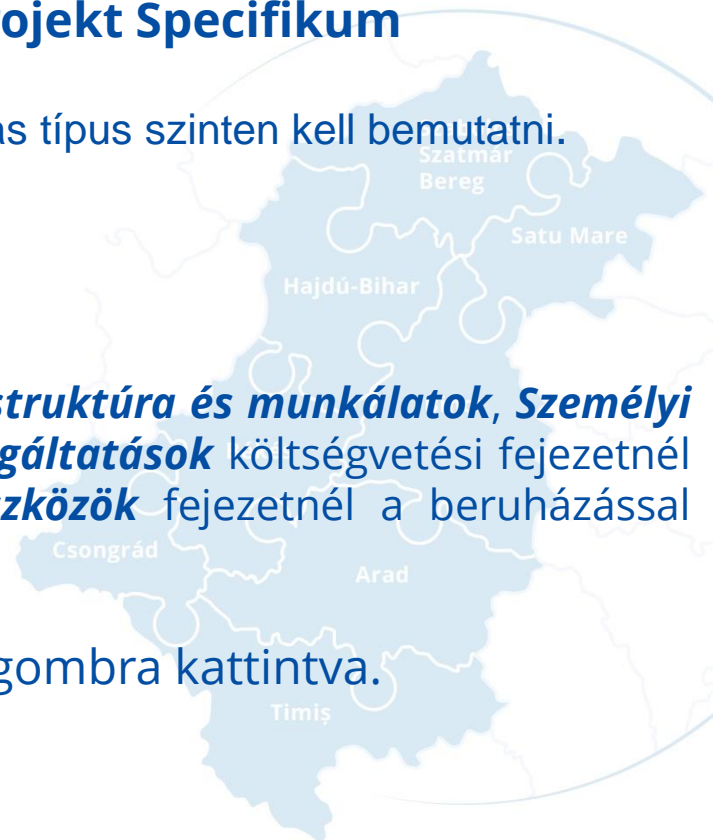 ojekt Specifikum
as típus szinten kell bemutatni.
Szatmár
Bereg
Satu Mare
Hajdú-Bihar
struktúra és munkálatok, Személyi
gáltatások költségvetési fejezetnél
zközök fejezetnél a beruházással
Csongrád
Arad
gombra kattintva.
Timiș